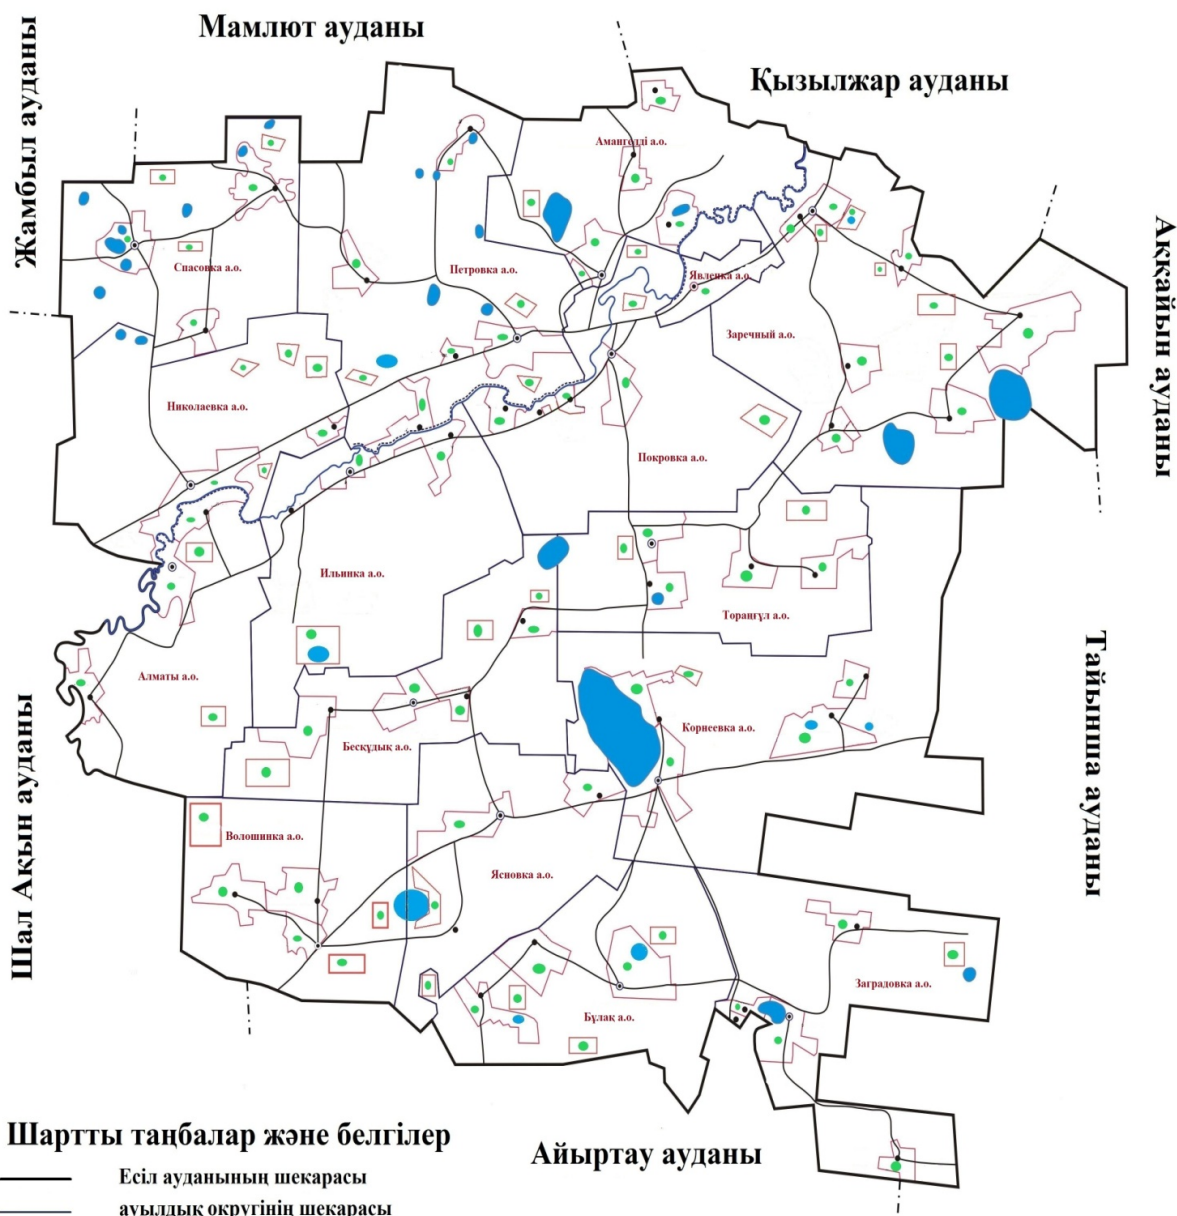 Мамлют ауданы
Қызылжар ауданы
Жамбыл ауданы
Аққайын ауданы
Амангелді а.о.
Спасовка а.о.
Петровка а.о.
Явленка а.о.
Заречный а.о.
Николаевка а.о.
Покровка а.о.
Ильинка а.о.
Тораңғұл а.о.
Алматы а.о.
Тайынша ауданы
Шал Ақын ауданы
Бесқұдық а.о.
Корнеевка а.о.
Волошинка а.о.
Ясновка а.о.
Заградовка а.о.
Бұлақ а.о.
Айыртау ауданы
Шартты таңбалар және белгілер
Есіл ауданының шекарасы
ауылдық округінің шекарасы